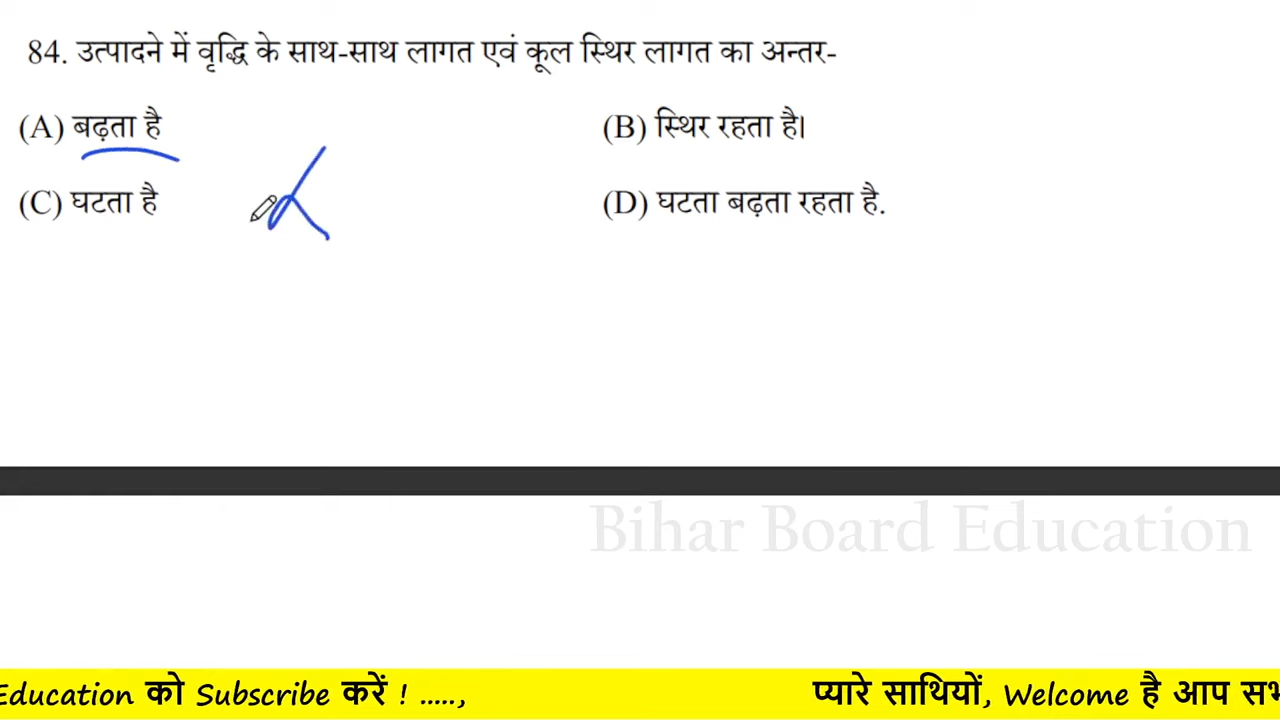 84. उत्पादने में वृद्धि के साथ-साथ लागत एवं कूल स्थिर लागत का अन्तर-
(A) बढ़ता है
(B) स्थिर रहता है।
(C) घटता है
(D) घटता बढ़ता रहता है.
Bihar Board Education
Education को Subscribe करें ! ....., प्यारे साथियों, Welcome है आप